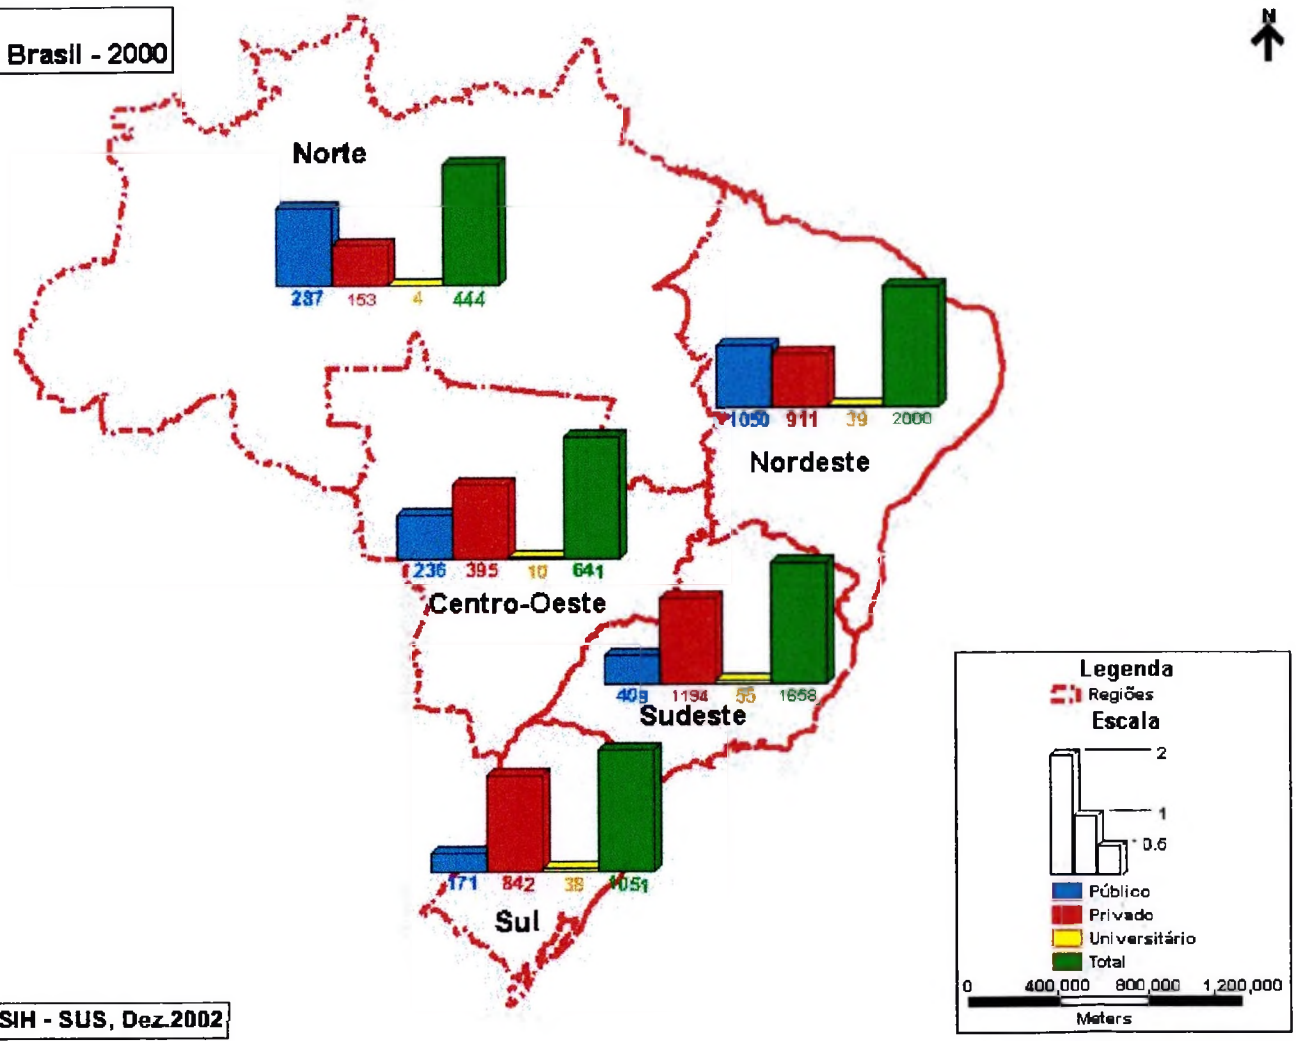 Brasil - 2000
N
Norte
287 153 4 444
1050 911 39 2000
Nordeste
236 395 10 641
Centro-Oeste
409 1194 55 1658
Sudeste
171 842 38 1051
Sul
Legenda
Regiões
Escala
2
1
0.5
Público
Privado
Universitário
Total
0 400,000 800,000 1,200,000
Meters
SIH - SUS, Dez.2002